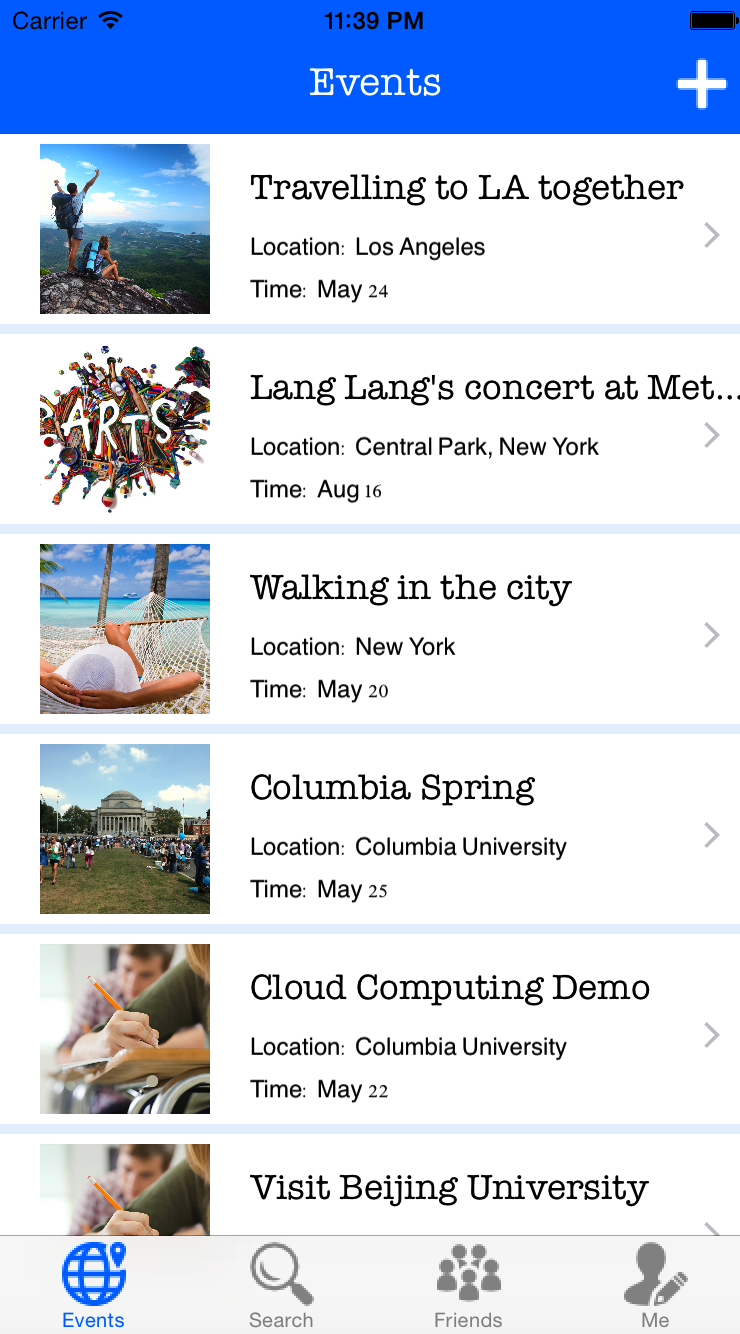 Carrier 11:39 PM
Events
Travelling to LA together
Location: Los Angeles
Time: May 24
ARTS
Lang Lang's concert at Met...
Location: Central Park, New York
Time: Aug 16
Walking in the city
Location: New York
Time: May 20
Columbia Spring
Location: Columbia University
Time: May 25
Cloud Computing Demo
Location: Columbia University
Time: May 22
Visit Beijing University
Events Search Friends Me